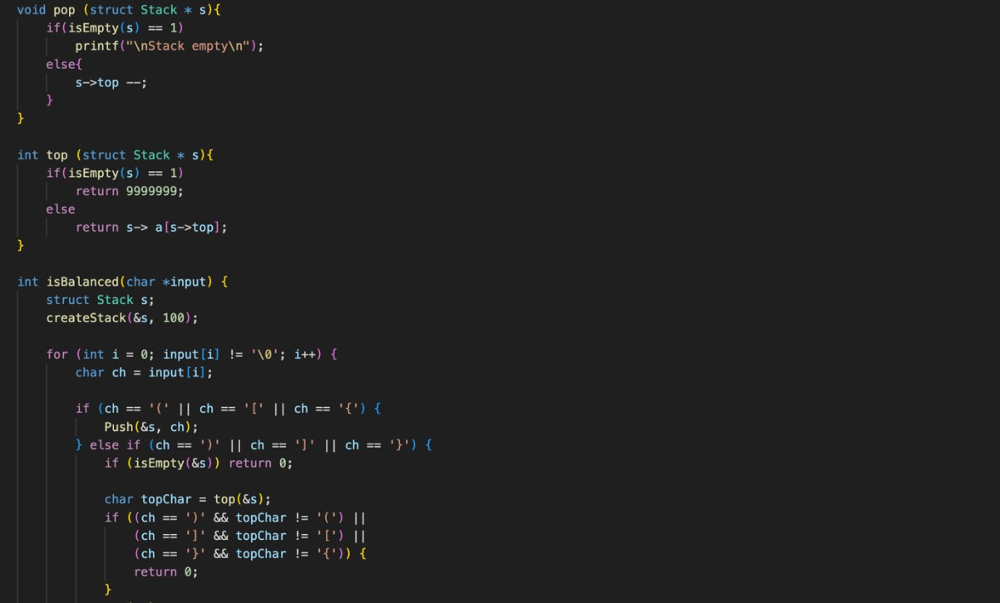 void pop (struct Stack * s){
    if(isEmpty(s) == 1)
        printf("\nStack empty\n");
    else{
        s->top --;
    }
}

int top (struct Stack * s){
    if(isEmpty(s) == 1)
        return 9999999;
    else
        return s-> a[s->top];
}

int isBalanced(char *input) {
    struct Stack s;
    createStack(&s, 100);

    for (int i = 0; input[i] != '\0'; i++) {
        char ch = input[i];

        if (ch == '(' || ch == '[' || ch == '{') {
            Push(&s, ch);
        } else if (ch == ')' || ch == ']' || ch == '}') {
            if (isEmpty(&s)) return 0;

            char topChar = top(&s);
            if ((ch == ')' && topChar != '(') ||
                (ch == ']' && topChar != '[') ||
                (ch == '}' && topChar != '{')) {
                return 0;
            }